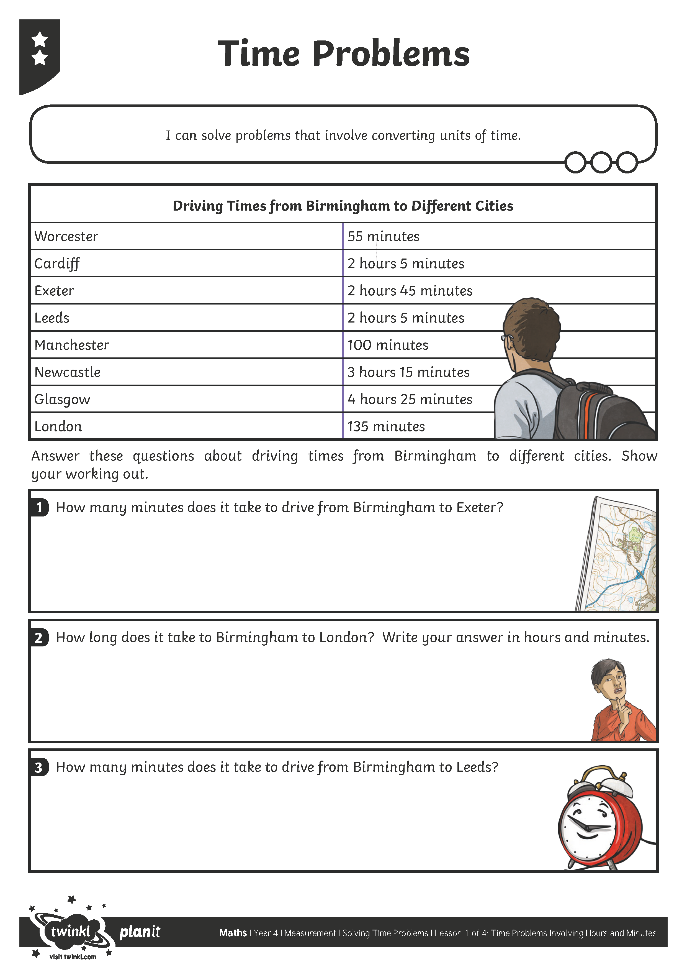 Time Problems
I can solve problems that involve converting units of time.
Driving Times from Birmingham to Different Cities
Worcester 55 minutes
Cardiff 2 hours 5 minutes
Exeter 2 hours 45 minutes
Leeds 2 hours 5 minutes
Manchester 100 minutes
Newcastle 3 hours 15 minutes
Glasgow 4 hours 25 minutes
London 135 minutes
Answer these questions about driving times from Birmingham to different cities. Show
your working out.
1 How many minutes does it take to drive from Birmingham to Exeter?
2 How long does it take to Birmingham to London? Write your answer in hours and minutes.
3 How many minutes does it take to drive from Birmingham to Leeds?
twinkl planit Maths | Year 4 | Measurement | Solving Time Problems | Lesson 1 of 4: Time Problems Involving Hours and Minutes
visit twinkl.com